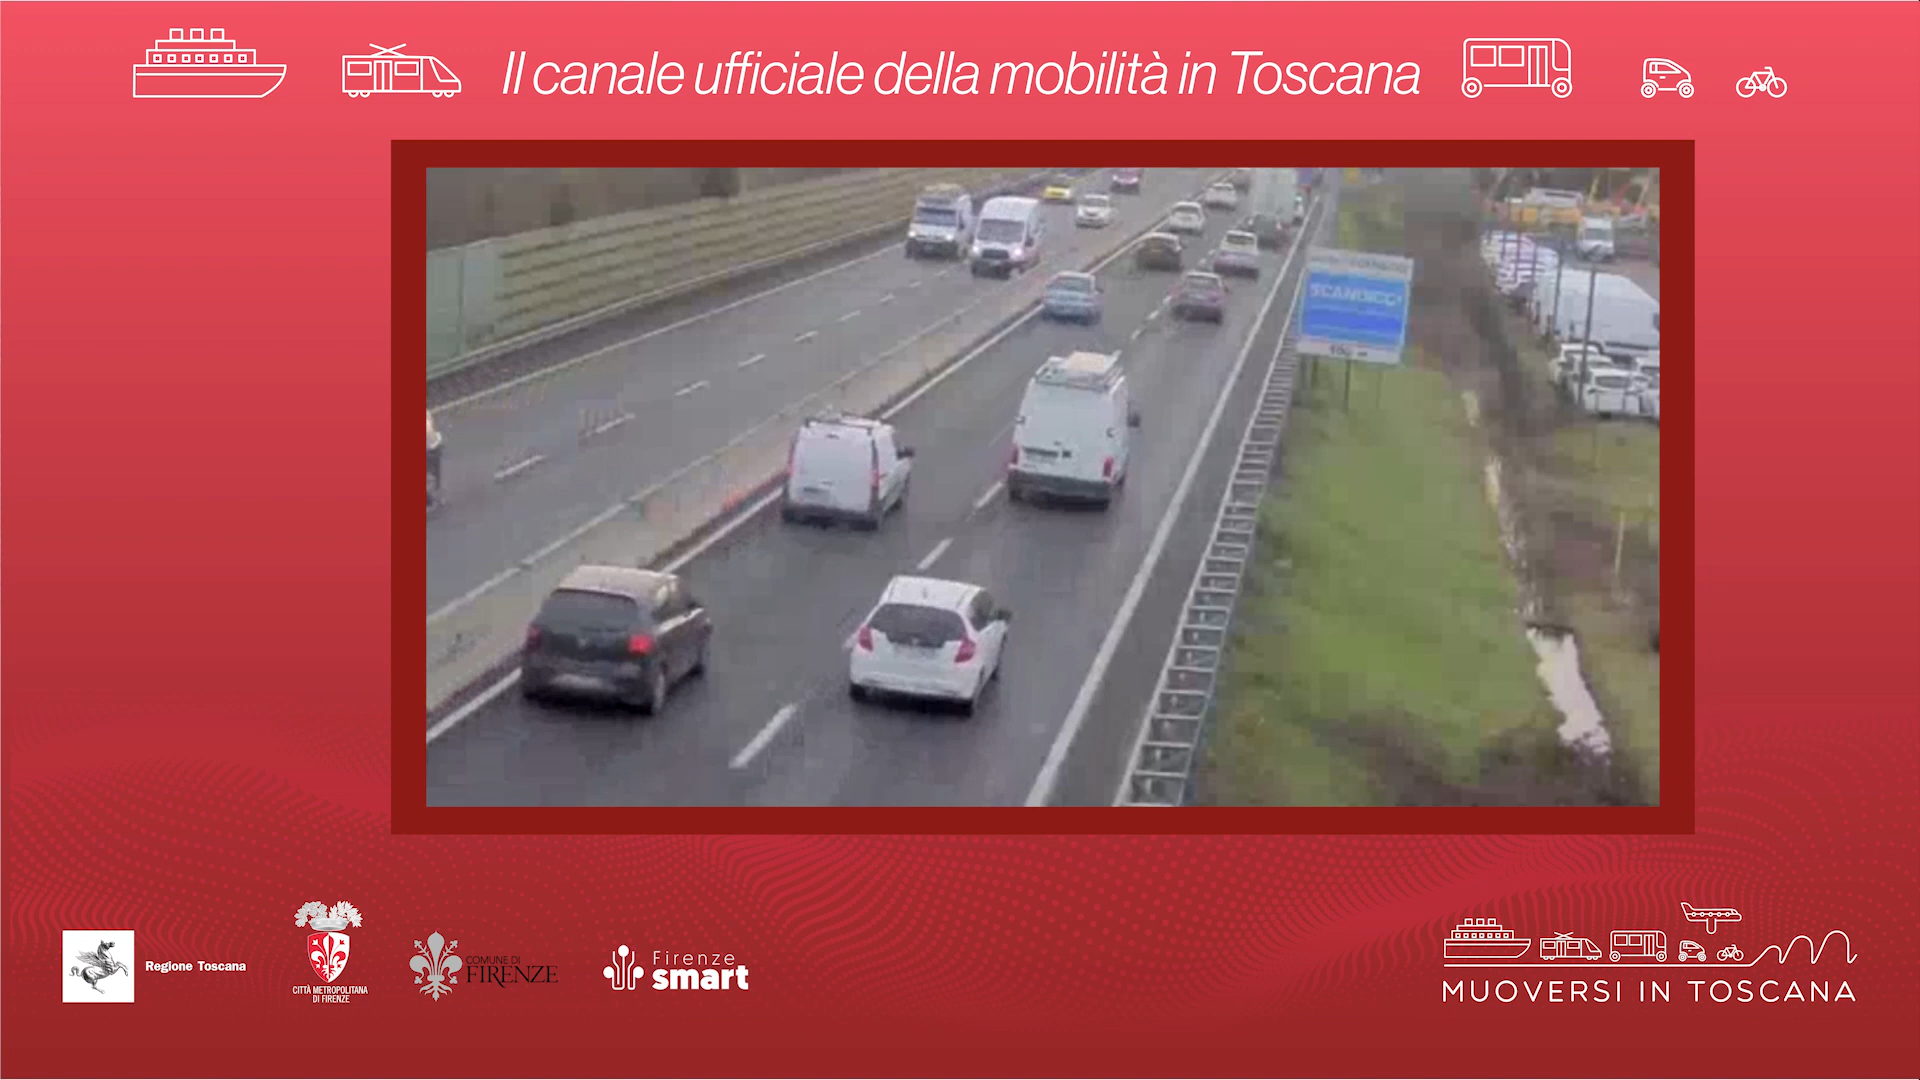 Il canale ufficiale della mobilità in Toscana
SCANDICCI
Regione Toscana
CITTÀ METROPOLITANA
DI FIRENZE
COMUNE DI
FIRENZE
Firenze
smart
MUOVERSI IN TOSCANA